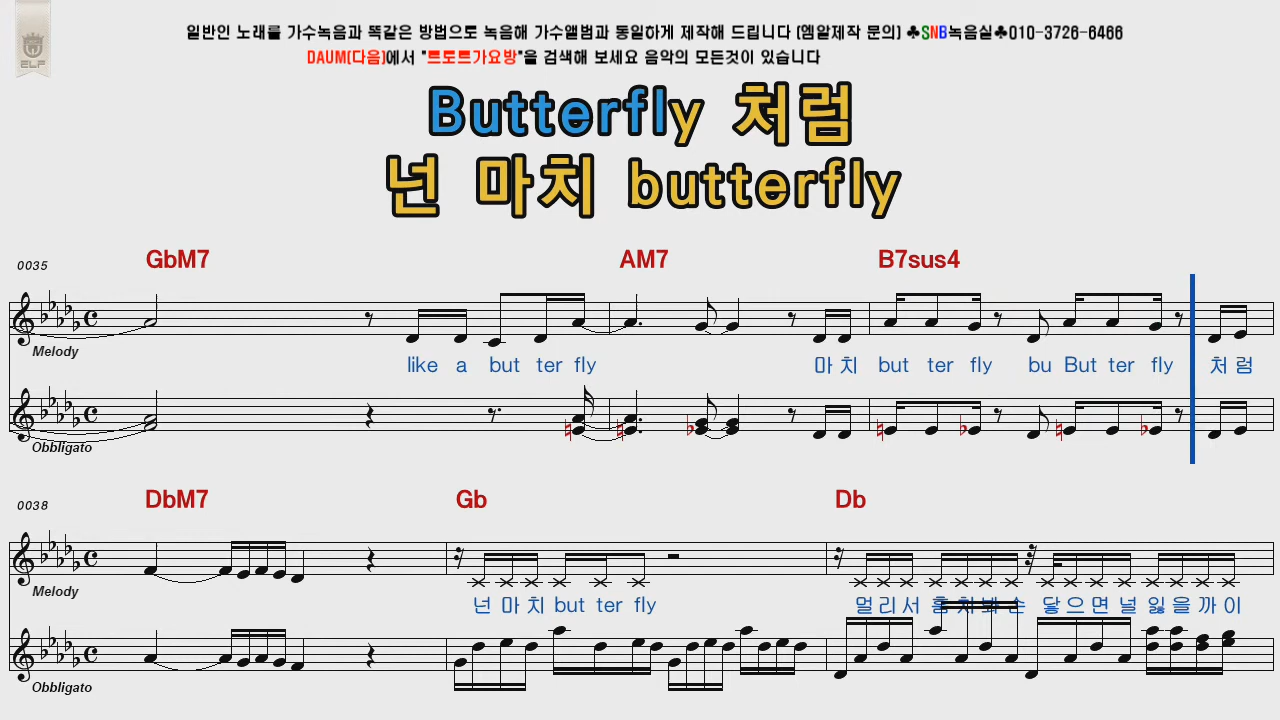 일반인 노래를 가수녹음과 똑같은 방법으로 녹음해 가수앨범과 동일하게 제작해 드립니다 (엠알제작 문의) ♣SNB녹음실♣010-3726-6466
DAUM(다음)에서 "트로트가요방"을 검색해 보세요 음악의 모든것이 있습니다
ELF
Butterfly 처럼
넌 마치 butterfly
0035 GbM7 AM7 B7sus4
Melody
like a but ter fly 마 치 but ter fly bu But ter fly 처 럼
Obbligato
0038 DbM7 Gb Db
Melody
넌 마 치 but ter fly 멀 리 서 훔 쳐 봐 손 닿 으 면 널 잃 을 까 이
Obbligato